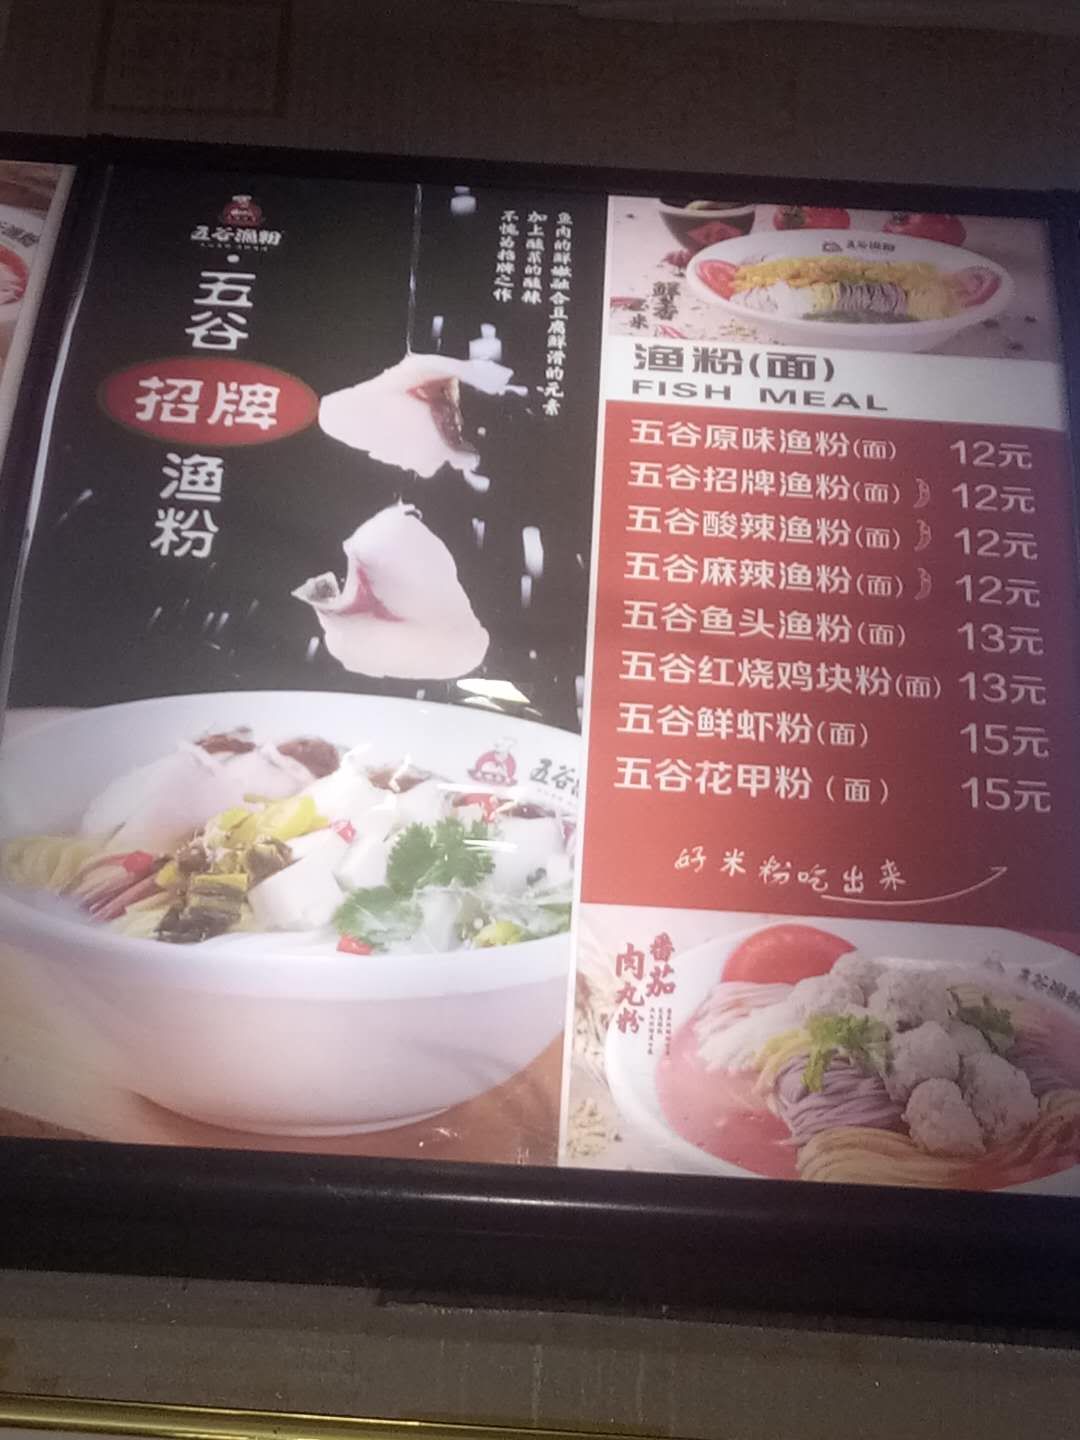 五谷渔粉
·五谷
招牌
渔粉
鱼肉的鲜嫩融合豆腐鲜滑的元素
加上酸菜的酸辣
不愧为招牌之作
五谷渔粉
鲜香
玉米
渔粉(面)
FISH MEAL
五谷原味渔粉(面) 12元
五谷招牌渔粉(面) 12元
五谷酸辣渔粉(面) 12元
五谷麻辣渔粉(面) 12元
五谷鱼头渔粉(面) 13元
五谷红烧鸡块粉(面) 13元
五谷鲜虾粉(面) 15元
五谷花甲粉(面) 15元
好米粉吃出来
五谷
番茄
肉丸粉
五谷渔粉